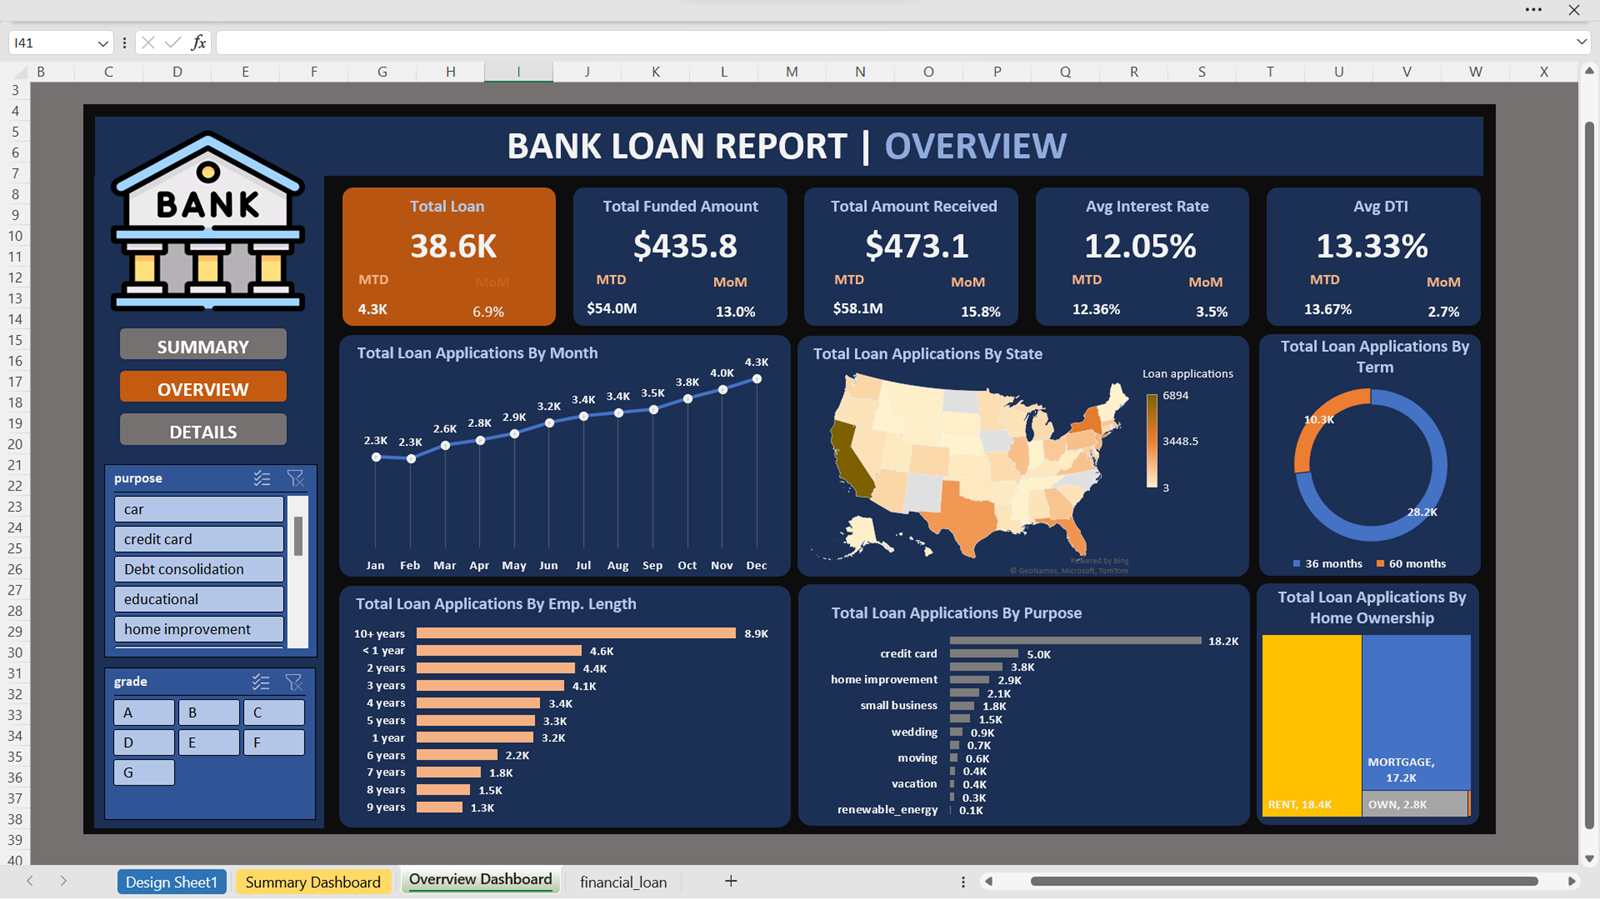 I41
fx
B C D E F G H I J K L M N O P Q R S T U V W X
3
4
5
6
7
8
9
10
11
12
13
14
15
16
17
18
19
20
21
22
23
24
25
26
27
28
29
30
31
32
33
34
35
36
37
38
39
40
BANK
BANK LOAN REPORT | OVERVIEW
SUMMARY
OVERVIEW
DETAILS
purpose
car
credit card
Debt consolidation
educational
home improvement
grade
A B C
D E F
G
Total Loan
38.6K
MTD MoM
4.3K 6.9%
Total Funded Amount
$435.8
MTD MoM
$54.0M 13.0%
Total Amount Received
$473.1
MTD MoM
$58.1M 15.8%
Avg Interest Rate
12.05%
MTD MoM
12.36% 3.5%
Avg DTI
13.33%
MTD MoM
13.67% 2.7%
Total Loan Applications By Month
2.3K 2.3K 2.6K 2.8K 2.9K 3.2K 3.4K 3.4K 3.5K 3.8K 4.0K 4.3K
Jan Feb Mar Apr May Jun Jul Aug Sep Oct Nov Dec
Total Loan Applications By State
Loan applications
6894
3448.5
3
Powered by Bing
© GeoNames, Microsoft, TomTom
Total Loan Applications By
Term
10.3K
28.2K
36 months 60 months
Total Loan Applications By Emp. Length
10+ years 8.9K
< 1 year 4.6K
2 years 4.4K
3 years 4.1K
4 years 3.4K
5 years 3.3K
1 year 3.2K
6 years 2.2K
7 years 1.8K
8 years 1.5K
9 years 1.3K
Total Loan Applications By Purpose
18.2K
credit card 5.0K
3.8K
home improvement 2.9K
2.1K
small business 1.8K
1.5K
wedding 0.9K
0.7K
moving 0.6K
0.4K
vacation 0.4K
0.3K
renewable_energy 0.1K
Total Loan Applications By
Home Ownership
RENT, 18.4K
MORTGAGE,
17.2K
OWN, 2.8K
Design Sheet1 Summary Dashboard Overrview Dashboard financial_loan